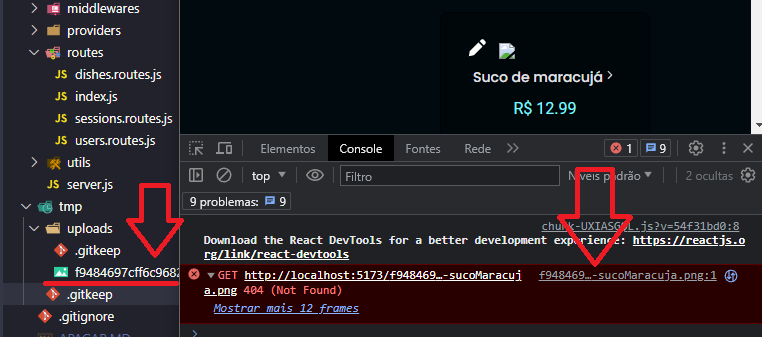 middlewares
providers
routes
JS dishes.routes.js
JS index.js
JS sessions.routes.js
JS users.routes.js
utils
JS server.js
tmp
uploads
.gitkeep
f9484697cff6c9682
.gitkeep
.gitignore
Suco de maracujá >
R$ 12.99
Elementos Console Fontes Rede 1 9
top Filtro Níveis padrão 2 ocultas
9 problemas: 9
.js?v=54f31bd0:8
Download the React DevTools for a better development experience: https://reactjs.o
rg/link/react-devtools
GET http://localhost:5173/f948469…-sucoMaracuj f948469…-sucoMaracuja.png:1
a.png 404 (Not Found)
Mostrar mais 12 frames